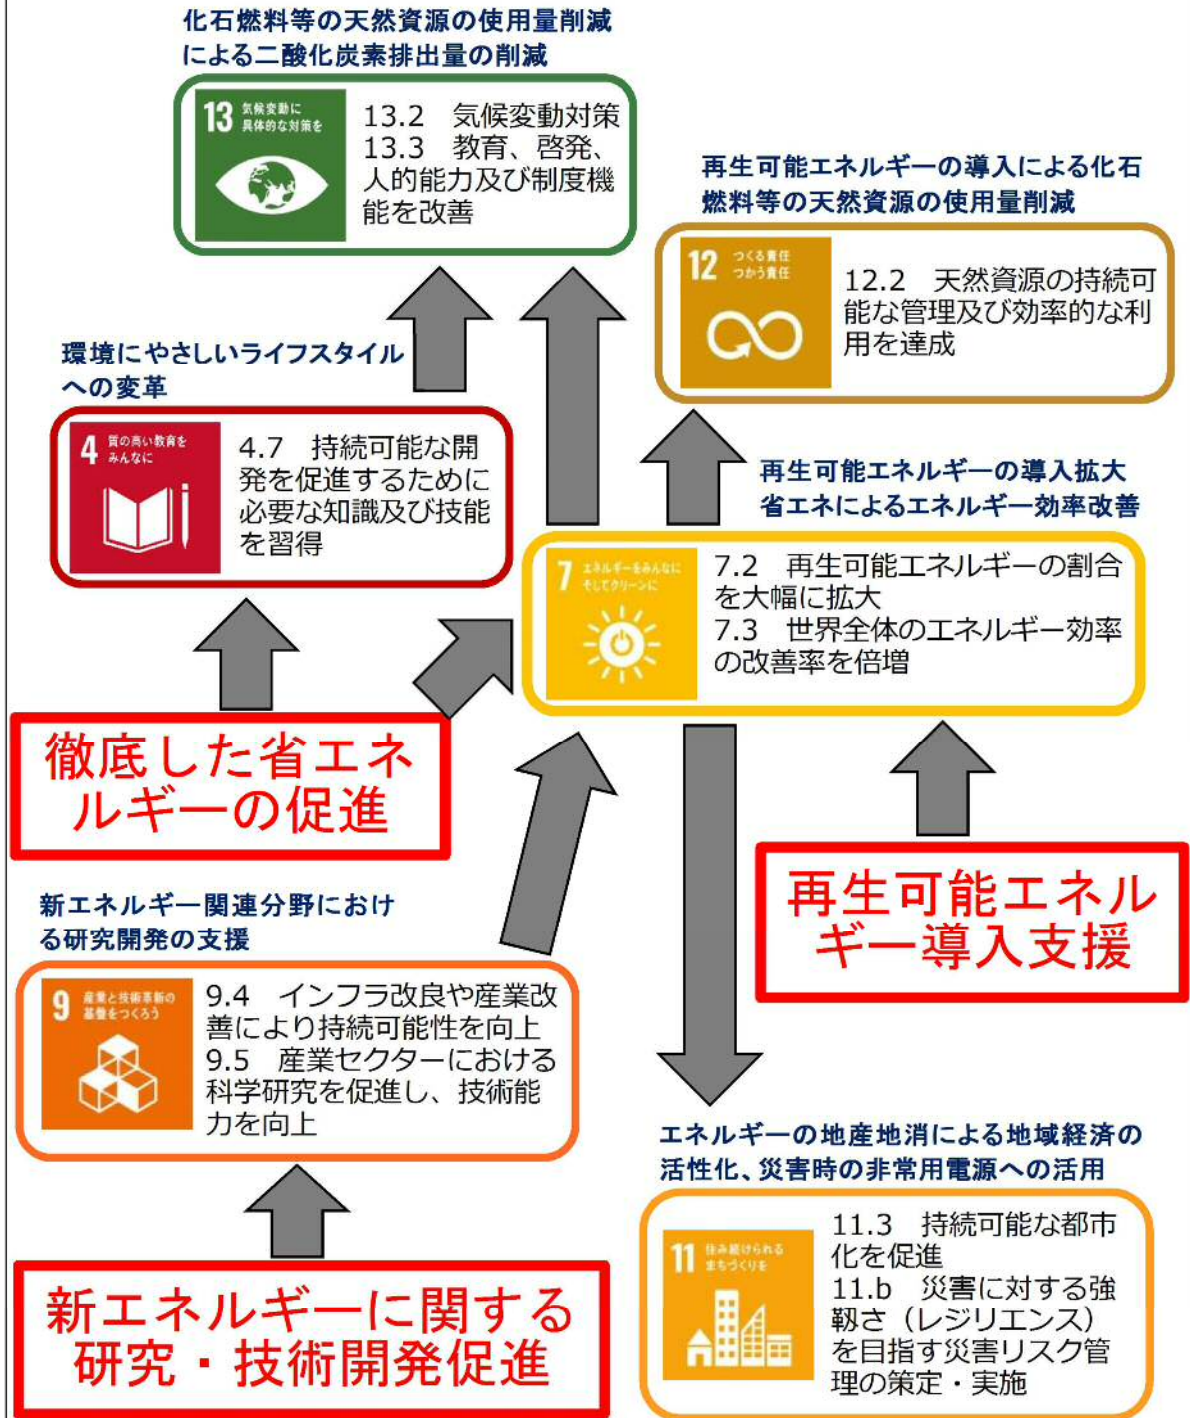 化石燃料等の天然資源の使用量削減
による二酸化炭素排出量の削減
13 気候変動に
具体的な対策を
13.2　気候変動対策
13.3　教育、啓発、
人的能力及び制度機
能を改善
再生可能エネルギーの導入による化石
燃料等の天然資源の使用量削減
12 つくる責任
つかう責任
12.2　天然資源の持続可
能な管理及び効率的な利
用を達成
環境にやさしいライフスタイル
への変革
4 質の高い教育を
みんなに
4.7　持続可能な開
発を促進するために
必要な知識及び技能
を習得
再生可能エネルギーの導入拡大
省エネによるエネルギー効率改善
7 エネルギーをみんなに
そしてクリーンに
7.2　再生可能エネルギーの割合
を大幅に拡大
7.3　世界全体のエネルギー効率
の改善率を倍増
徹底した省エネ
ルギーの促進
再生可能エネル
ギー導入支援
新エネルギー関連分野におけ
る研究開発の支援
9 産業と技術革新の
基盤をつくろう
9.4　インフラ改良や産業改
善により持続可能性を向上
9.5　産業セクターにおける
科学研究を促進し、技術能
力を向上
エネルギーの地産地消による地域経済の
活性化、災害時の非常用電源への活用
11 住み続けられる
まちづくりを
11.3　持続可能な都市
化を促進
11.b　災害に対する強
靱さ（レジリエンス）
を目指す災害リスク管
理の策定・実施
新エネルギーに関する
研究・技術開発促進